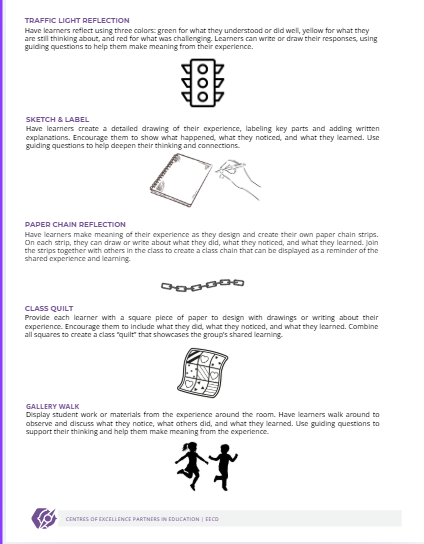 TRAFFIC LIGHT REFLECTION
Have learners reflect using three colors: green for what they understood or did well, yellow for what they
are still thinking about, and red for what was challenging. Learners can write or draw their responses, using
guiding questions to help them make meaning from their experience.
SKETCH & LABEL
Have learners create a detailed drawing of their experience, labeling key parts and adding written
explanations. Encourage them to show what happened, what they noticed, and what they learned. Use
guiding questions to help deepen their thinking and connections.
PAPER CHAIN REFLECTION
Have learners make meaning of their experience as they design and create their own paper chain strips.
On each strip, they can draw or write about what they did, what they noticed, and what they learned. Join
the strips together with others in the class to create a class chain that can be displayed as a reminder of the
shared experience and learning.
CLASS QUILT
Provide each learner with a square piece of paper to design with drawings or writing about their
experience. Encourage them to include what they did, what they noticed, and what they learned. Combine
all squares to create a class "quilt" that showcases the group's shared learning.
GALLERY WALK
Display student work or materials from the experience around the room. Have learners walk around to
observe and discuss what they notice, what others did, and what they learned. Use guiding questions to
support their thinking and help them make meaning from the experience.
CENTRES OF EXCELLENCE PARTNERS IN EDUCATION | EECD